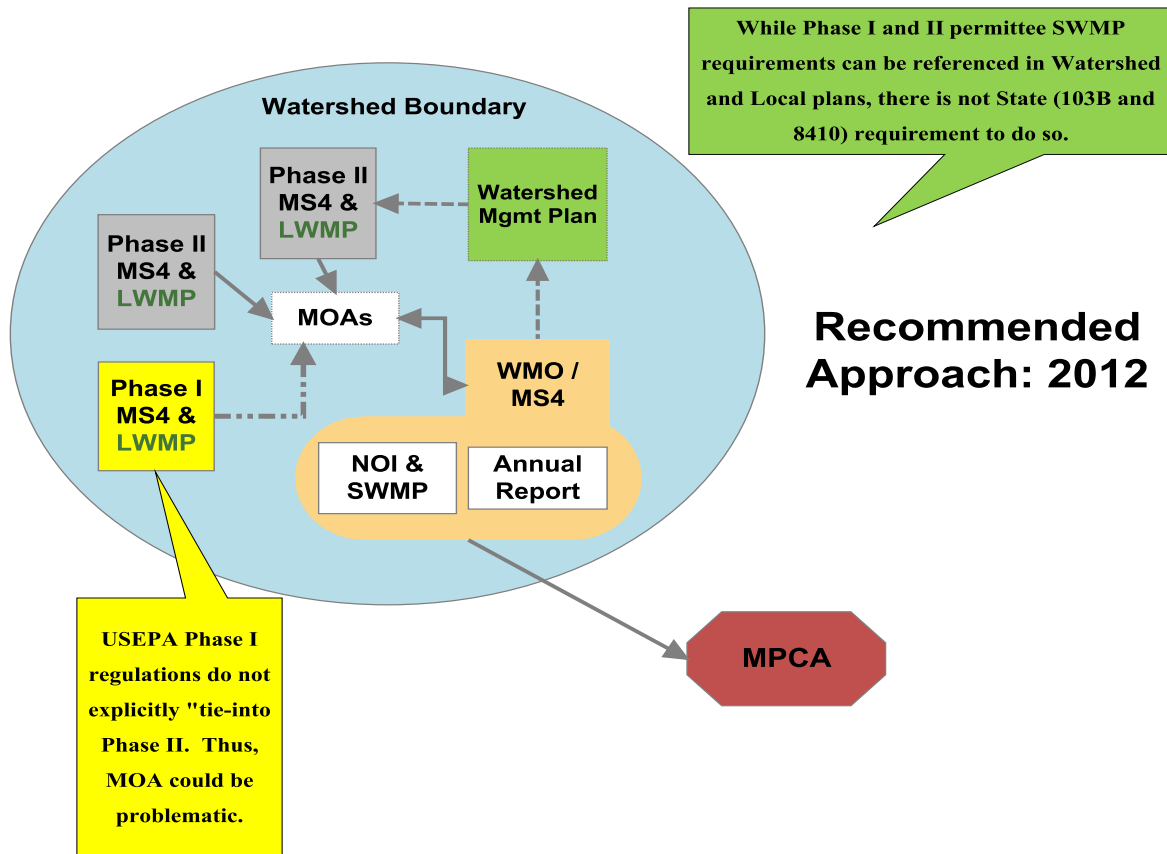 While Phase I and II permittee SWMP
requirements can be referenced in Watershed
and Local plans, there is not State (103B and
8410) requirement to do so.
Watershed Boundary
Phase II
MS4 &
LWMP
Watershed
Mgmt Plan
Phase II
MS4 &
LWMP
MOAs
Recommended
Approach: 2012
Phase I
MS4 &
LWMP
WMO /
MS4
NOI &
SWMP
Annual
Report
USEPA Phase I
regulations do not
explicitly "tie-into
Phase II.  Thus,
MOA could be
problematic.
MPCA